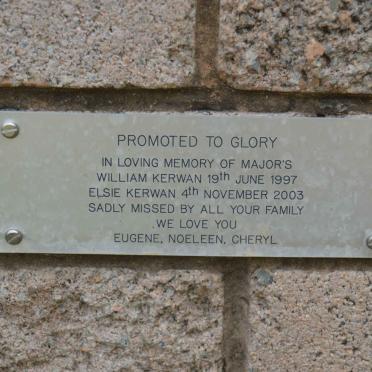 PROMOTED TO GLORY
IN LOVING MEMORY OF MAJOR'S
WILLIAM KERWAN 19th JUNE 1997
ELSIE KERWAN 4th NOVEMBER 2003
SADLY MISSED BY ALL YOUR FAMILY
.WE LOVE YOU
EUGENE, NOELEEN, CHERYL